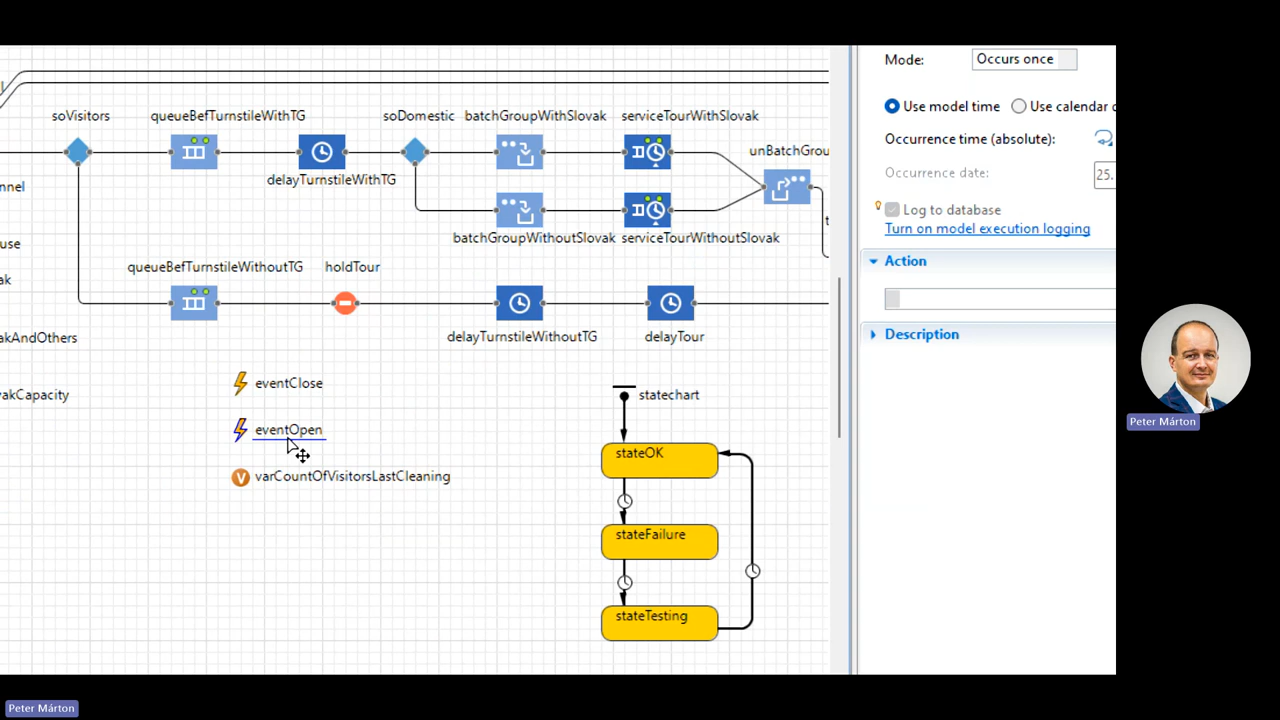 Mode:
Occurs once
soVisitors
queueBefTurnstileWithTG
soDomestic
batchGroupWithSlovak
serviceTourWithSlovak
Use model time
Use calendar
Occurrence time (absolute):
unBatchGrou
delayTurnstileWithTG
Occurrence date:
25.
nnel
Log to database
Turn on model execution logging
batchGroupWithoutSlovak
serviceTourWithoutSlovak
use
Action
queueBefTurnstileWithoutTG
holdTour
ak
akAndOthers
delayTurnstileWithoutTG
delayTour
Description
eventClose
vakCapacity
statechart
eventOpen
stateOK
varCountOfVisitorsLastCleaning
stateFailure
stateTesting
Peter Márton
Peter Márton